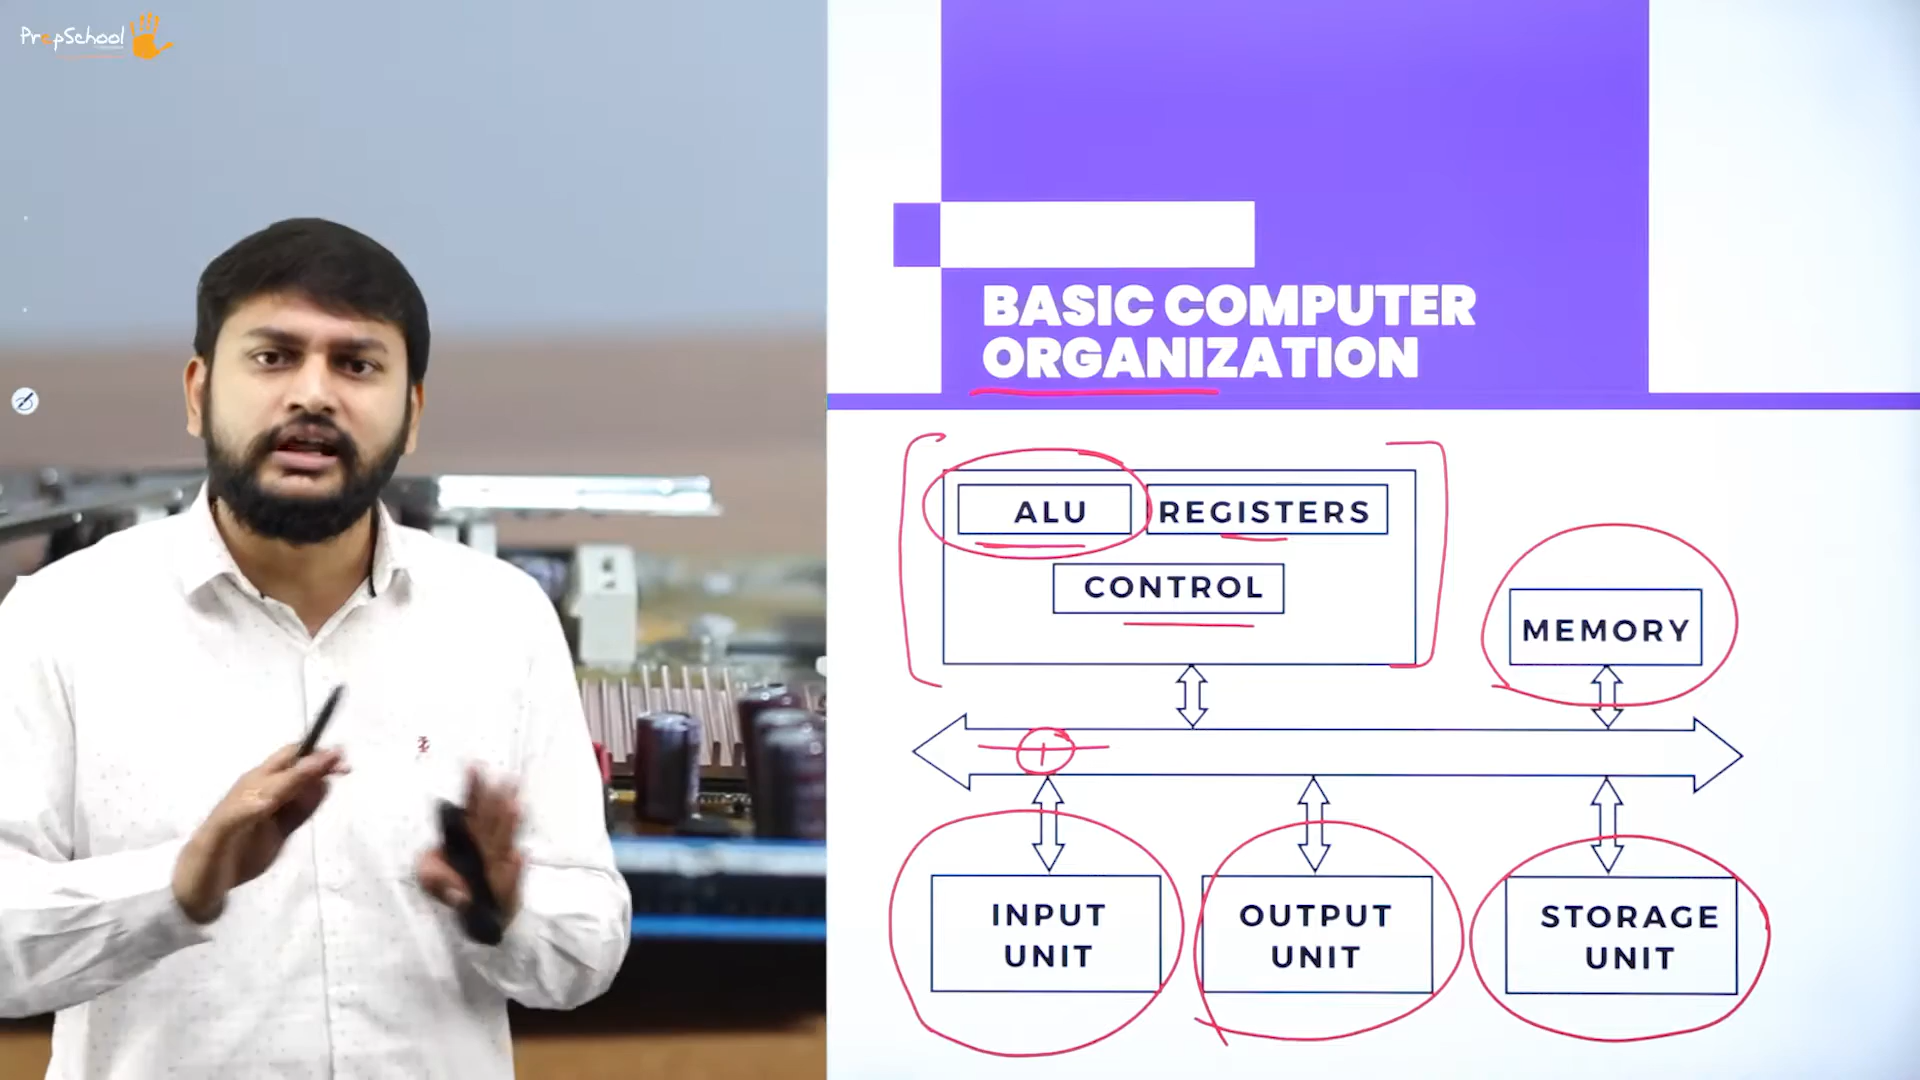 PrepSchool
BASIC COMPUTER
ORGANIZATION
ALU
REGISTERS
CONTROL
MEMORY
INPUT
UNIT
OUTPUT
UNIT
STORAGE
UNIT